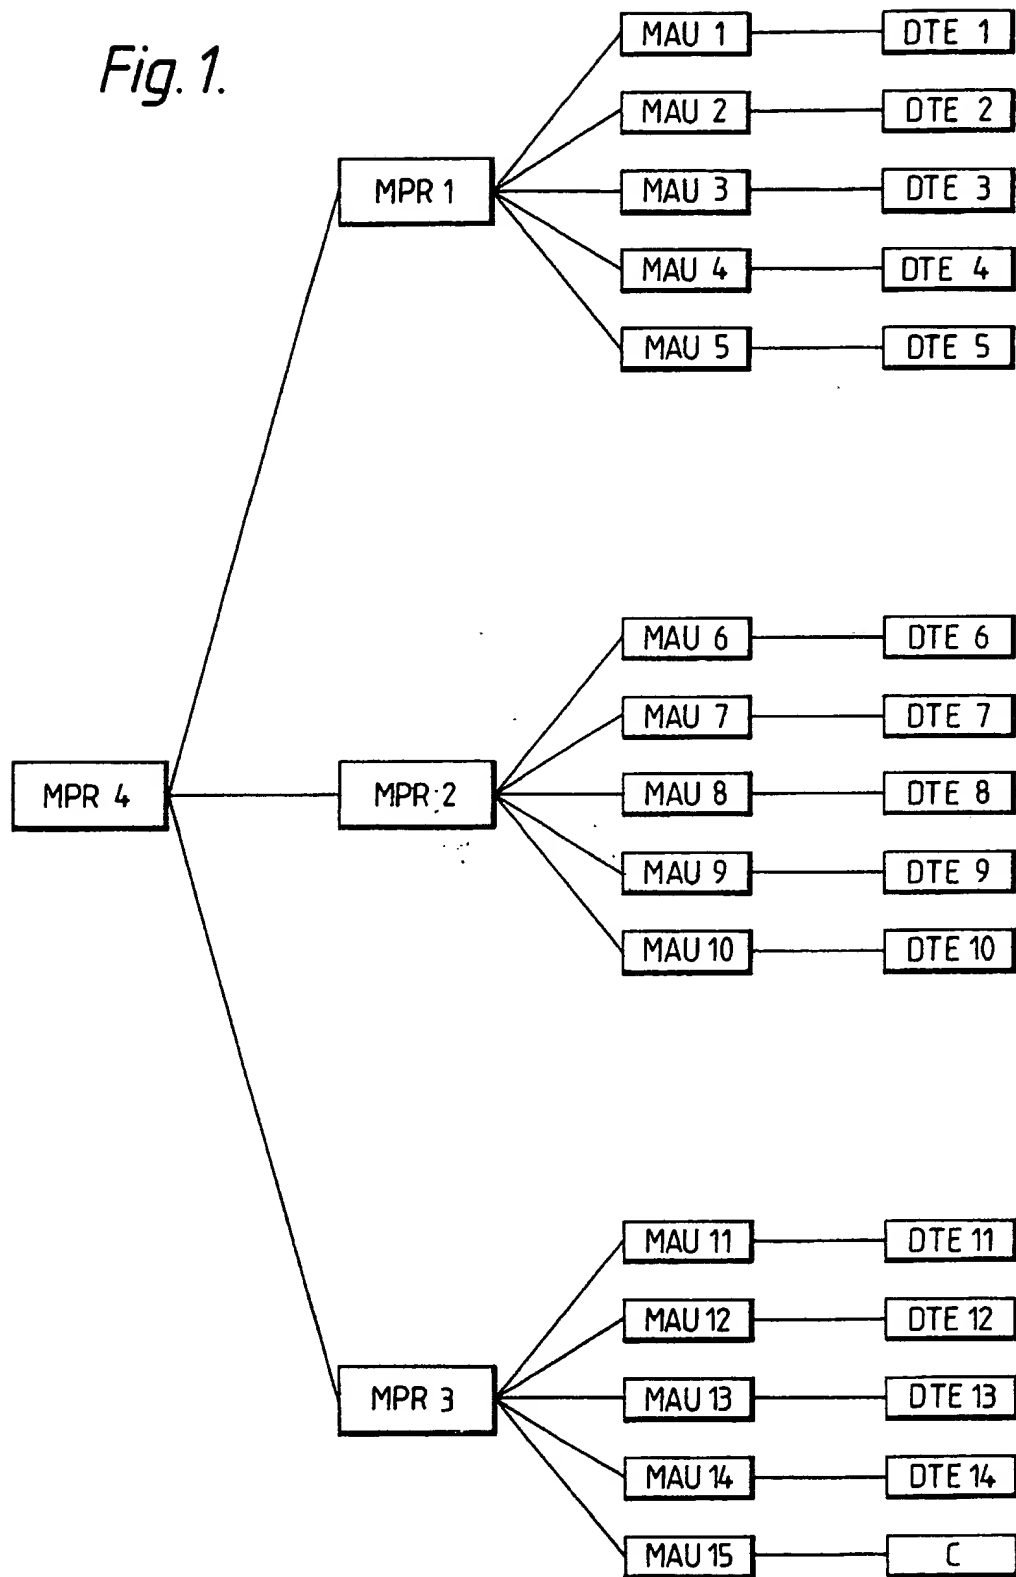 Fig. 1.
MAU 1 DTE 1
MAU 2 DTE 2
MPR 1 MAU 3 DTE 3
MAU 4 DTE 4
MAU 5 DTE 5
MAU 6 DTE 6
MAU 7 DTE 7
MPR 4 MPR 2 MAU 8 DTE 8
MAU 9 DTE 9
MAU 10 DTE 10
MAU 11 DTE 11
MAU 12 DTE 12
MPR 3 MAU 13 DTE 13
MAU 14 DTE 14
MAU 15 C